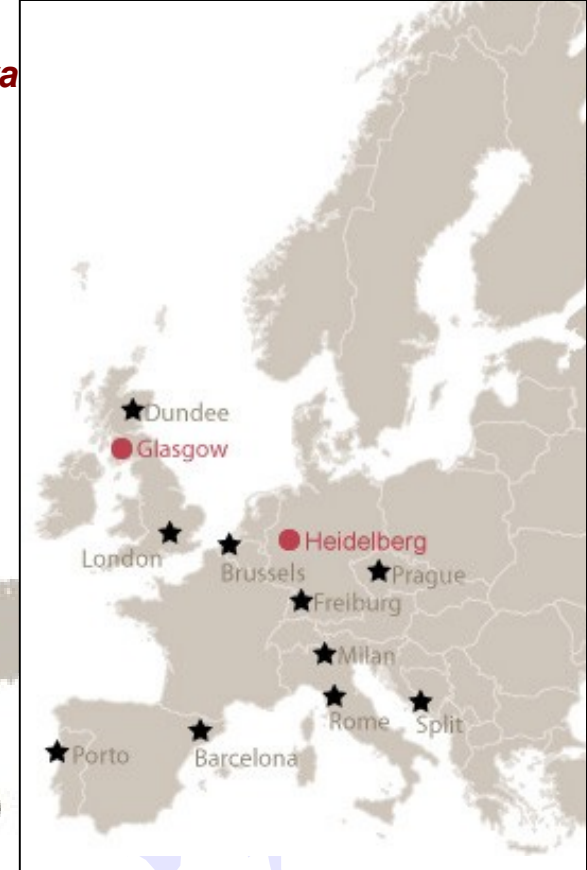 Dundee
Glasgow
London
Brussels
Heidelberg
Prague
Freiburg
Milan
Rome
Split
Porto
Barcelona